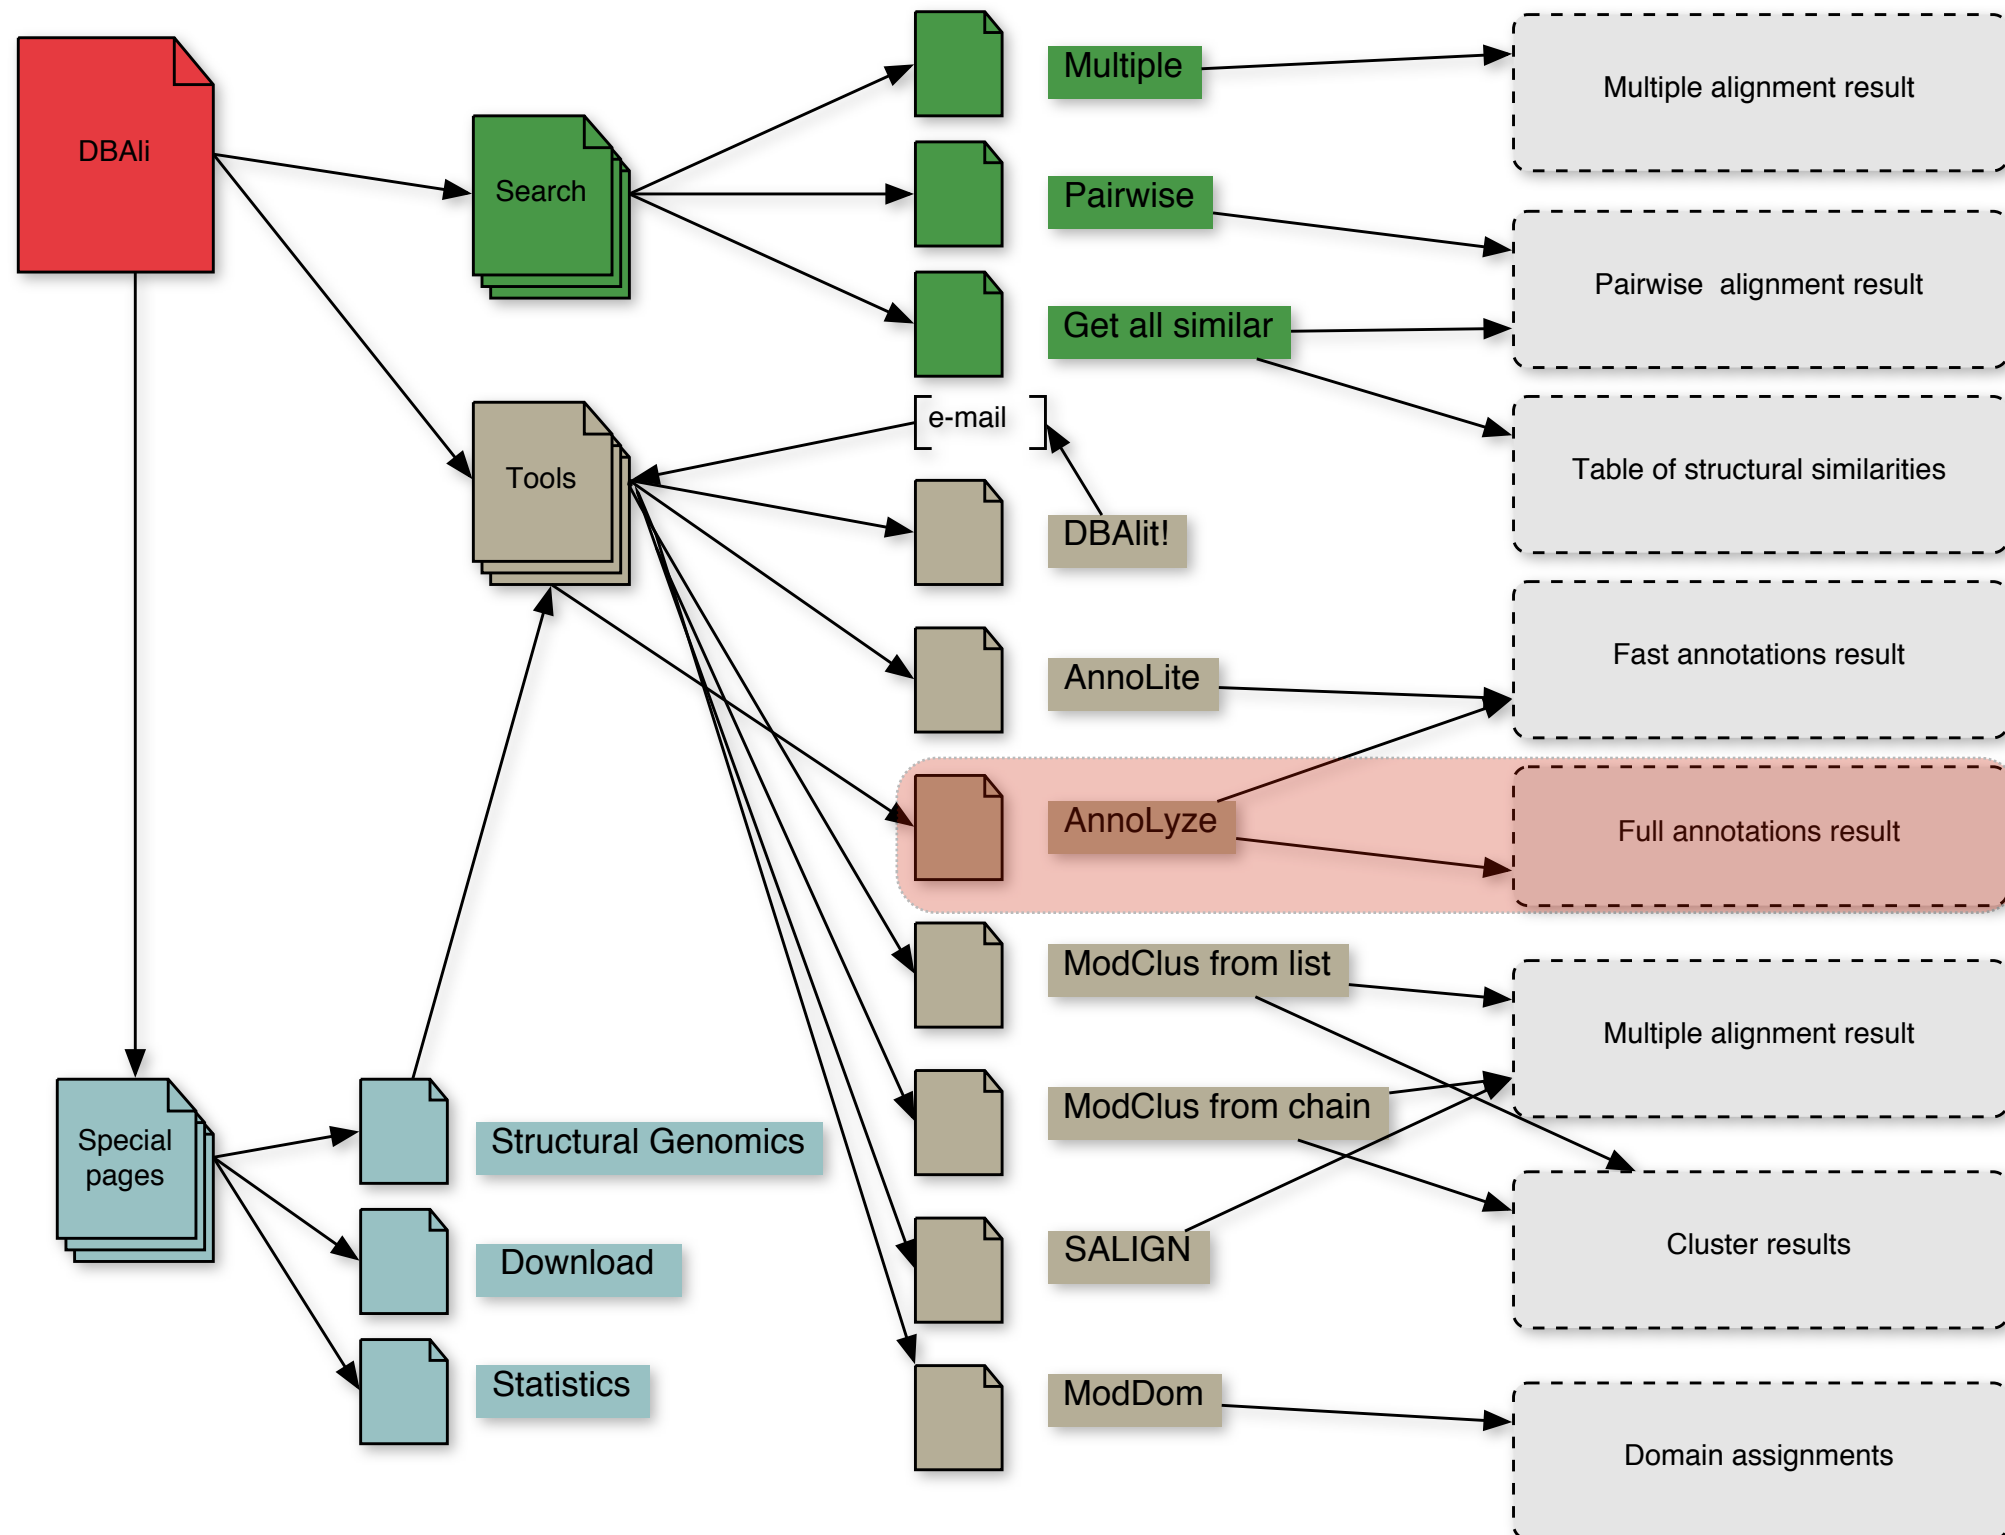 DBAli
Search
Multiple
Multiple alignment result
Pairwise
Pairwise alignment result
Get all similar
e-mail
Tools
Table of structural similarities
DBAlit!
AnnoLite
Fast annotations result
AnnoLyze
Full annotations result
ModClus from list
Multiple alignment result
ModClus from chain
Special
pages
Structural Genomics
SALIGN
Cluster results
Download
Statistics
ModDom
Domain assignments